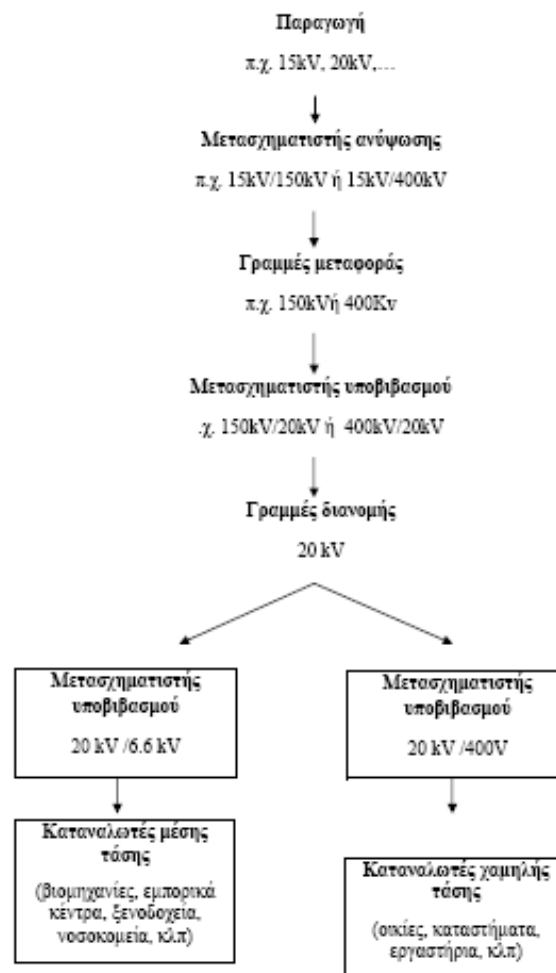 Παραγωγή
π.χ. 15kV, 20kV,...
Μετασχηματιστής ανύψωσης
π.χ. 15kV/150kV ή 15kV/400kV
Γραμμές μεταφοράς
π.χ. 150kVή 400Kv
Μετασχηματιστής υποβιβασμού
.χ. 150kV/20kV ή 400kV/20kV
Γραμμές διανομής
20 kV
Μετασχηματιστής
υποβιβασμού
20 kV /6.6 kV
Μετασχηματιστής
υποβιβασμού
20 kV /400V
Καταναλωτές μέσης
τάσης
(βιομηχανίες, εμπορικά
κέντρα, ξενοδοχεία,
νοσοκομεία, κλπ)
Καταναλωτές χαμηλής
τάσης
(οικίες, καταστήματα,
εργαστήρια, κλπ)